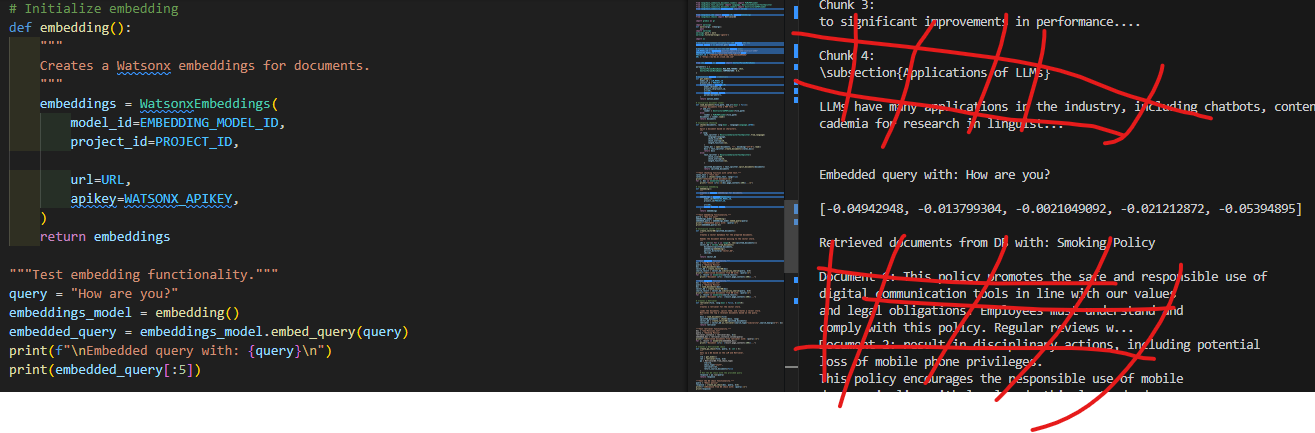 # Initialize embedding
def embedding():
"""
Creates a Watsonx embeddings for documents.
"""
embeddings = WatsonxEmbeddings(
model_id=EMBEDDING_MODEL_ID,
project_id=PROJECT_ID,
url=URL,
apikey=WATSONX_APIKEY,
)
return embeddings
"""Test embedding functionality."""
query = "How are you?"
embeddings_model = embedding()
embedded_query = embeddings_model.embed_query(query)
print(f"\nEmbedded query with: {query}\n")
print(embedded_query[:5])
Chunk 3:
to significant improvements in performance....
Chunk 4:
\subsection{Applications of LLMs}
LLMs have many applications in the industry, including chatbots, conten
cademia for research in linguist...
Embedded query with: How are you?
[-0.04942948, -0.013799304, -0.0021049092, -0.021212872, -0.05394895]
Retrieved documents from DB with: Smoking Policy
Document 1: This policy promotes the safe and responsible use of
digital communication tools in line with our values
and legal obligations. Employees must understand and
comply with this policy. Regular reviews w...
Document 2: result in disciplinary actions, including potential
loss of mobile phone privileges.
This policy encourages the responsible use of mobile